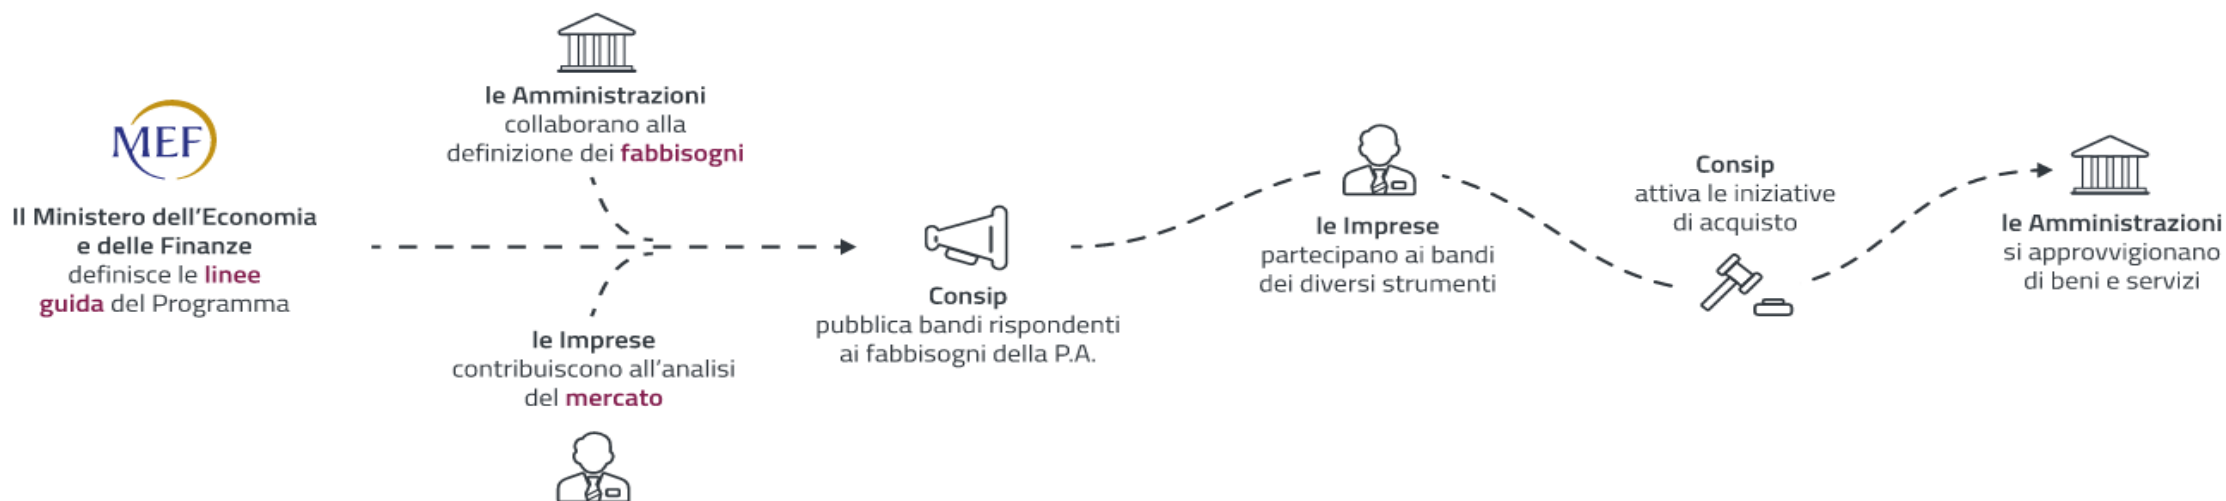 MEF
Il Ministero dell'Economia
e delle Finanze
definisce le linee
guida del Programma
le Amministrazioni
collaborano alla
definizione dei fabbisogni
le Imprese
contribuiscono all'analisi
del mercato
Consip
pubblica bandi rispondenti
ai fabbisogni della P.A.
le Imprese
partecipano ai bandi
dei diversi strumenti
Consip
attiva le iniziative
di acquisto
le Amministrazioni
si approvvigionano
di beni e servizi